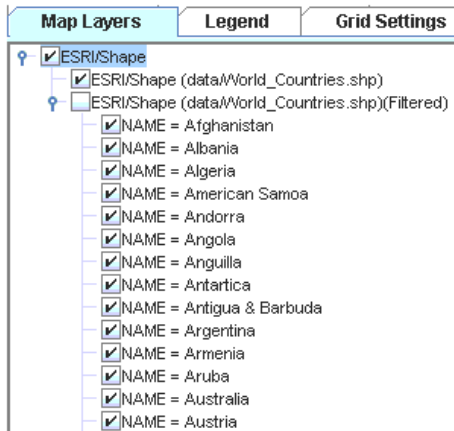 Map Layers Legend Grid Settings
ESRI/Shape
ESRI/Shape (data/World_Countries.shp)
ESRI/Shape (data/World_Countries.shp)(Filtered)
NAME = Afghanistan
NAME = Albania
NAME = Algeria
NAME = American Samoa
NAME = Andorra
NAME = Angola
NAME = Anguilla
NAME = Antartica
NAME = Antigua & Barbuda
NAME = Argentina
NAME = Armenia
NAME = Aruba
NAME = Australia
NAME = Austria